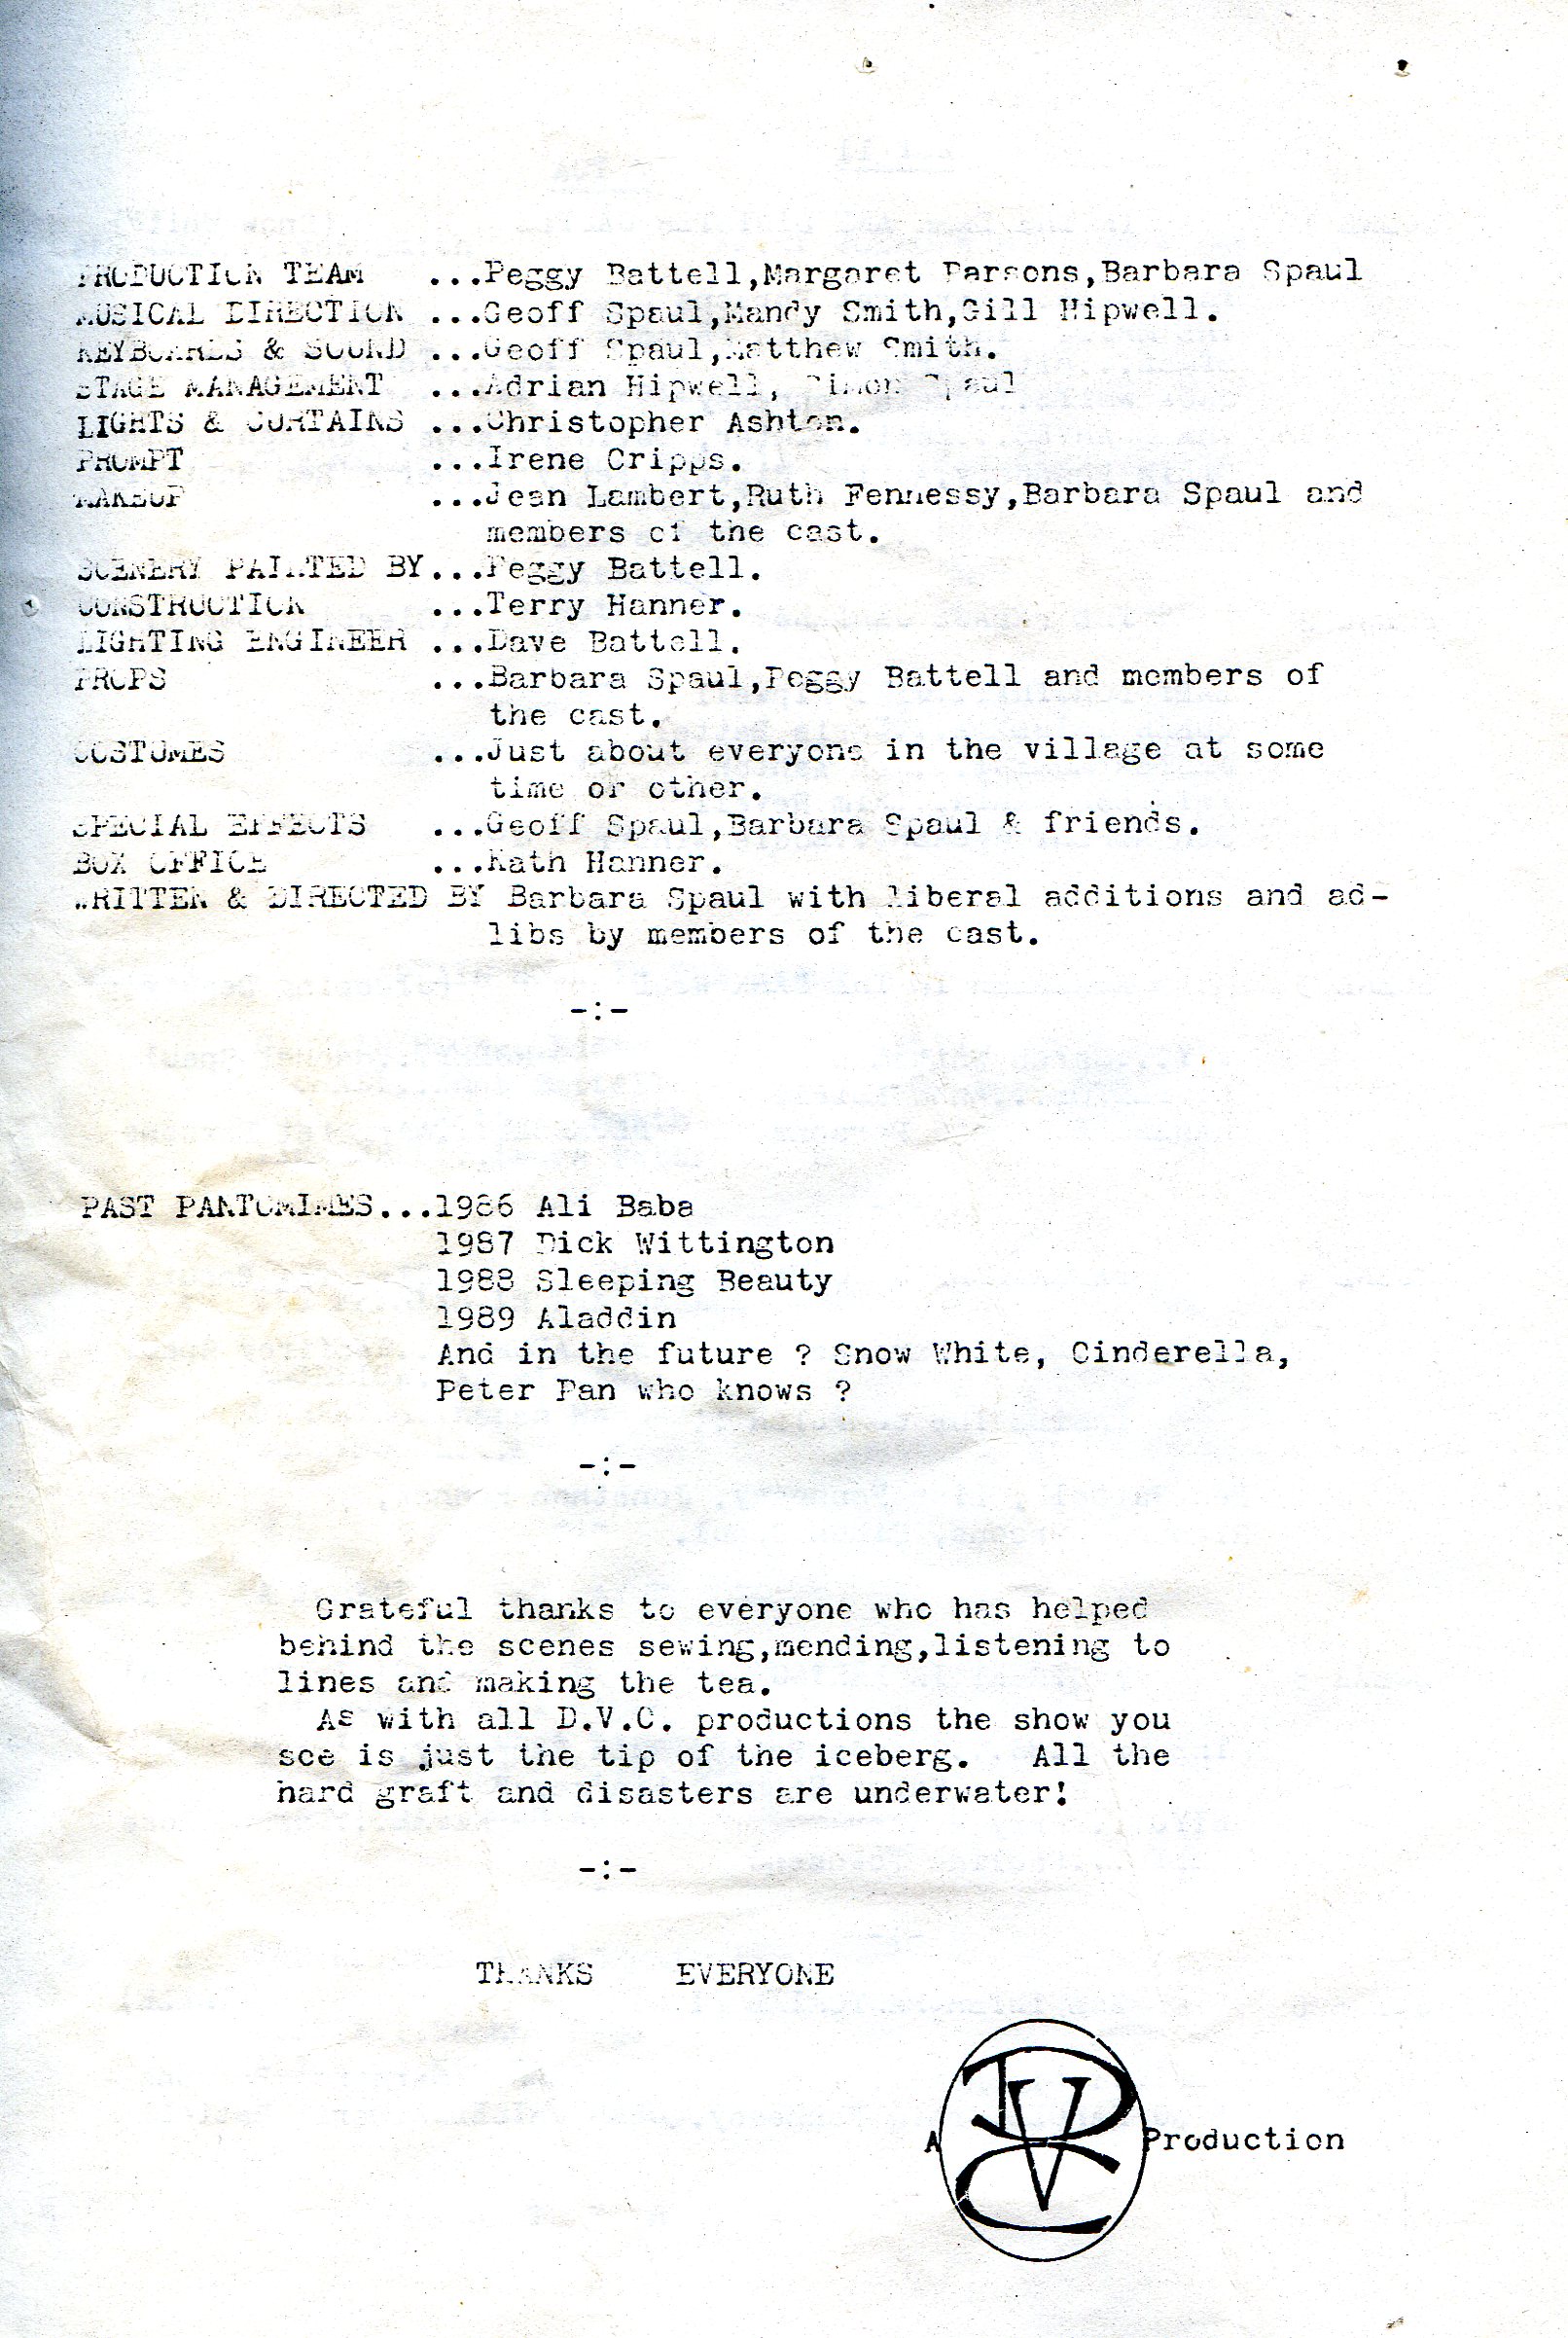 PRODUCTION TEAM ...Peggy Battell,Margaret Parsons,Barbara Spaul
MUSICAL DIRECTION ...Geoff Spaul,Mandy Smith,Gill Hipwell.
KEYBOARDS & SOUND ...Geoff Spaul,Matthew Smith.
STAGE MANAGEMENT ...Adrian Hipwell, Simon Spaul
LIGHTS & CURTAINS ...Christopher Ashton.
PROMPT ...Irene Cripps.
MAKEUP ...Jean Lambert,Ruth Fennessy,Barbara Spaul and
members of the cast.
SCENERY PAINTED BY...Peggy Battell.
CONSTRUCTION ...Terry Hanner.
LIGHTING ENGINEER ...Dave Battell.
PROPS ...Barbara Spaul,Peggy Battell and members of
the cast.
COSTUMES ...Just about everyone in the village at some
time or other.
SPECIAL EFFECTS ...Geoff Spaul,Barbara Spaul & friends.
BOX OFFICE ...Kath Hanner.
WRITTEN & DIRECTED BY Barbara Spaul with liberal additions and ad-
libs by members of the cast.
-:-
PAST PANTOMIMES...1986 Ali Baba
1987 Dick Wittington
1988 Sleeping Beauty
1989 Aladdin
And in the future ? Snow White, Cinderella,
Peter Pan who knows ?
-:-
Grateful thanks to everyone who has helped
behind the scenes sewing,mending,listening to
lines and making the tea.
As with all D.V.C. productions the show you
see is just the tip of the iceberg. All the
hard graft and disasters are underwater!
-:-
THANKS EVERYONE
A DVC Production